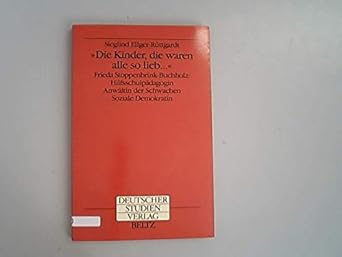 Sieglind Ellger-Rüttgardt
»Die Kinder, die waren
alle so lieb...«
Frieda Stoppenbrink-Buchholz:
Hilfsschulpädagogin
Anwältin der Schwachen
Soziale Demokratin
DEUTSCHER
STUDIEN
VERLAG
BELTZ